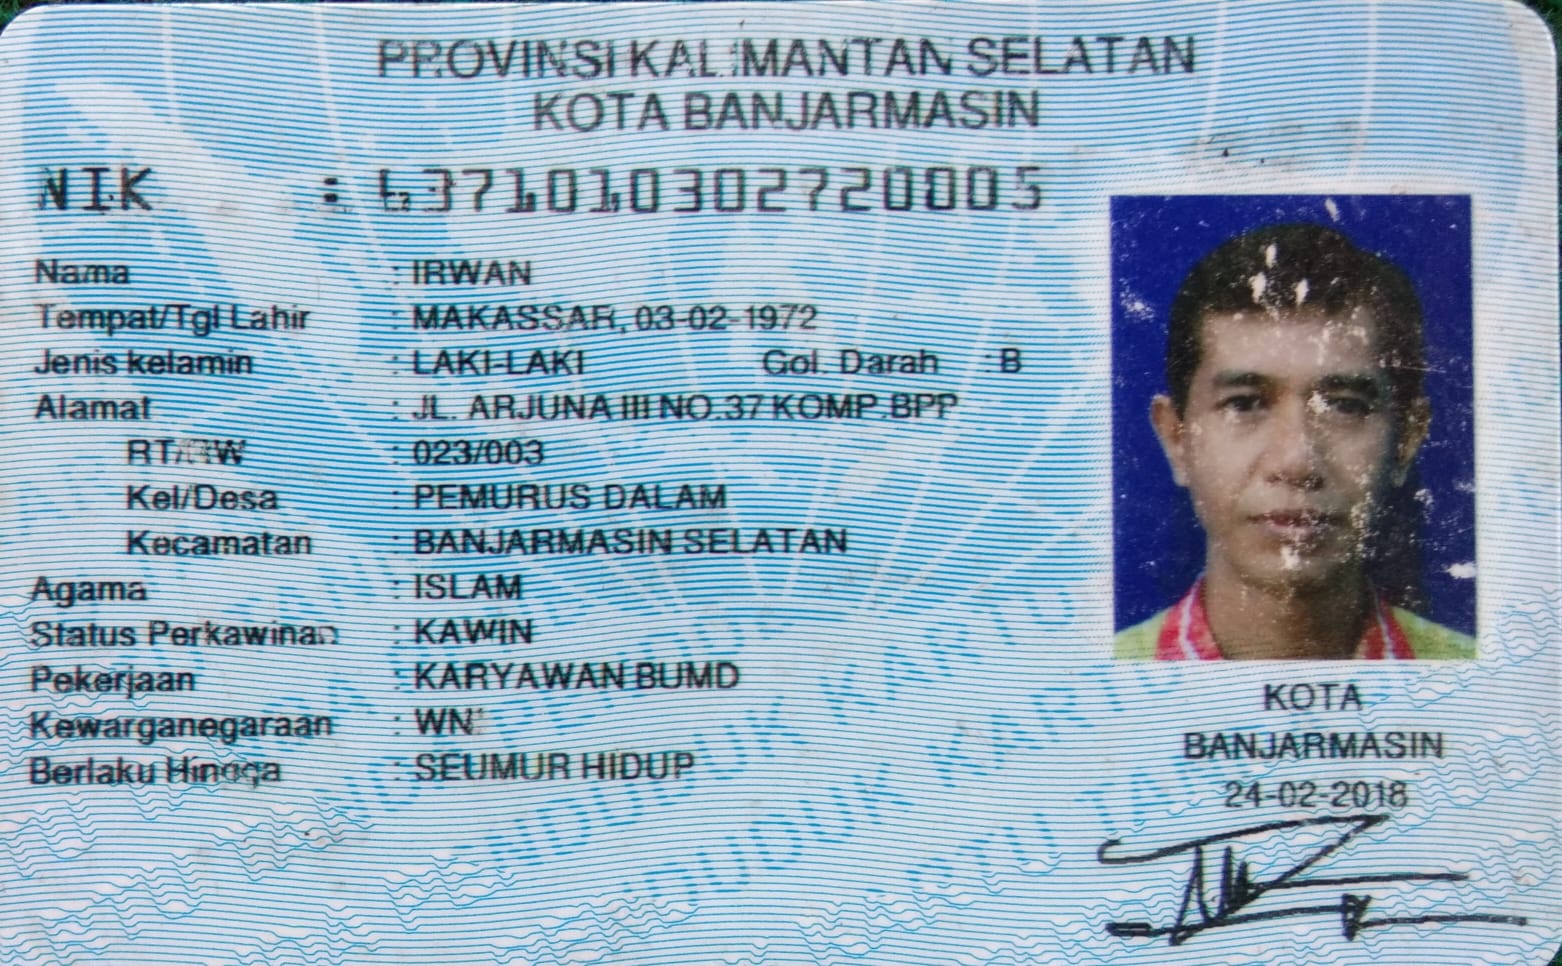 PROVINSI KALIMANTAN SELATAN
KOTA BANJARMASIN
NIK : 6371010302720005
Nama : IRWAN
Tempat/Tgl Lahir : MAKASSAR, 03-02-1972
Jenis kelamin : LAKI-LAKI Gol. Darah : B
Alamat : JL. ARJUNA III NO.37 KOMP.BPP
RT/RW : 023/003
Kel/Desa : PEMURUS DALAM
Kecamatan : BANJARMASIN SELATAN
Agama : ISLAM
Status Perkawinan : KAWIN
Pekerjaan : KARYAWAN BUMD
Kewarganegaraan : WNI
Berlaku Hingga : SEUMUR HIDUP
KOTA
BANJARMASIN
24-02-2018